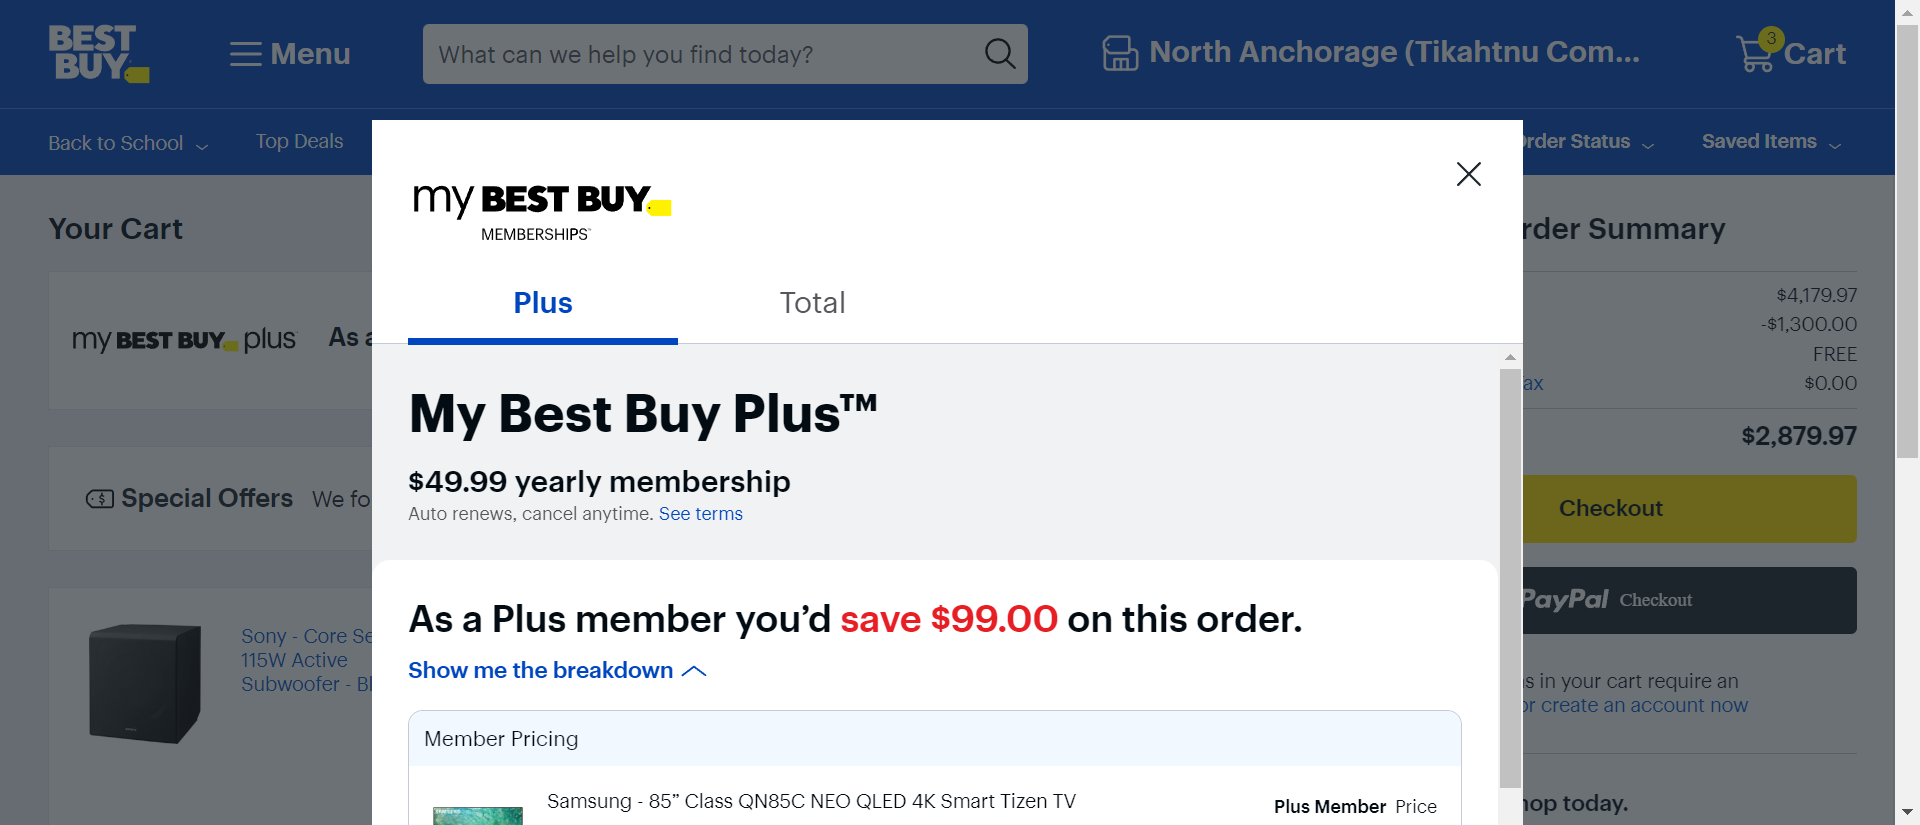 BEST BUY
Menu
What can we help you find today?
North Anchorage (Tikahtnu Com...
3
Cart
Back to School
Top Deals
rder Status
Saved Items
my BEST BUY
MEMBERSHIPS
Plus
Total
Your Cart
rder Summary
my BEST BUY plus
As a
$4,179.97
-$1,300.00
FREE
ax
$0.00
$2,879.97
My Best Buy Plus™
$49.99 yearly membership
Auto renews, cancel anytime. See terms
Special Offers
We fo
Checkout
PayPal Checkout
As a Plus member you’d save $99.00 on this order.
Show me the breakdown
Sony - Core Se
115W Active
Subwoofer - Bl
s in your cart require an
or create an account now
Member Pricing
Samsung - 85” Class QN85C NEO QLED 4K Smart Tizen TV
Plus Member Price
hop today.